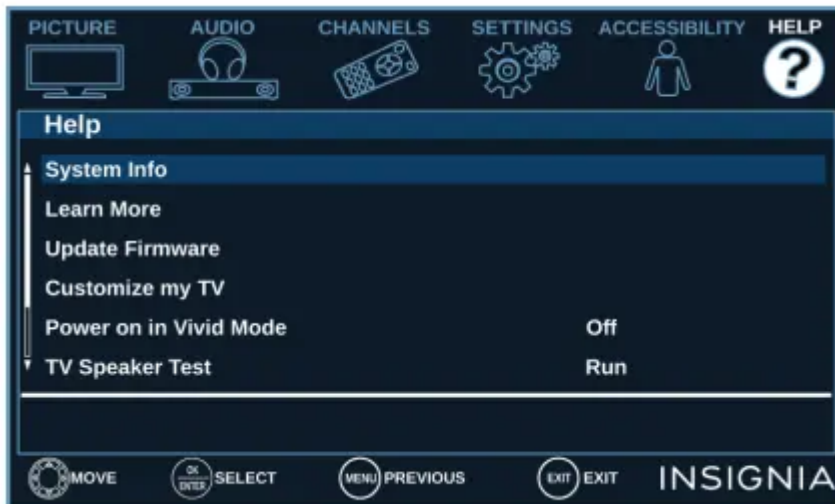 PICTURE AUDIO CHANNELS SETTINGS ACCESSIBILITY HELP
?
Help
System Info
Learn More
Update Firmware
Customize my TV
Power on in Vivid Mode Off
TV Speaker Test Run
MOVE OK ENTER SELECT MENU PREVIOUS EXIT EXIT INSIGNIA